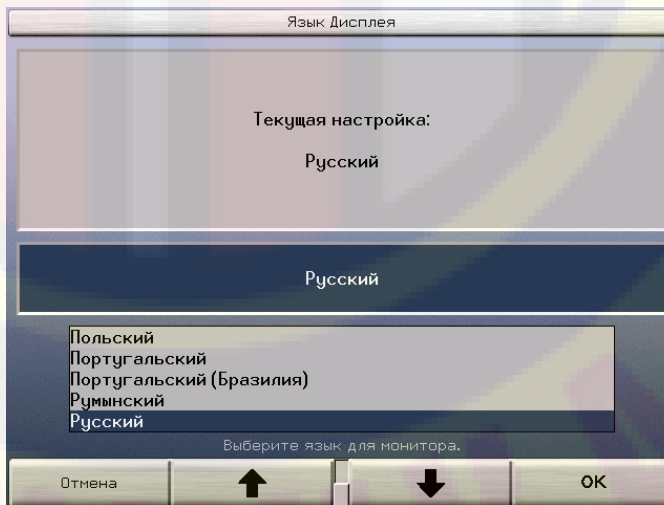 Язык Дисплея
Текущая настройка:
Русский
Русский
Польский
Португальский
Португальский (Бразилия)
Румынский
Русский
Выберите язык для монитора.
Отмена
OK